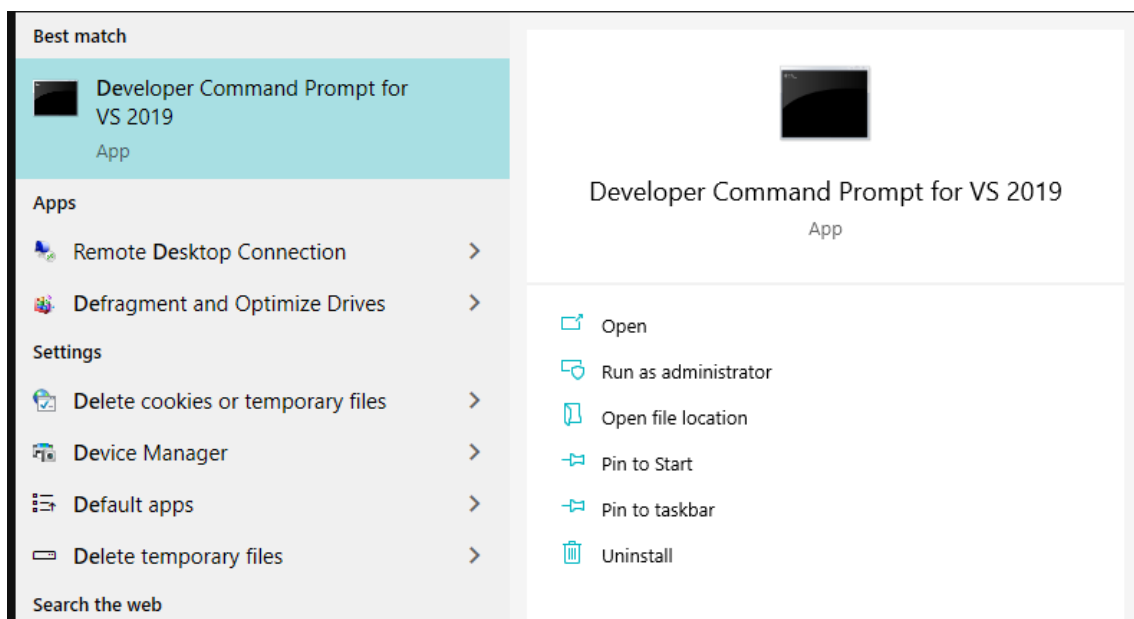 Best match
Developer Command Prompt for
VS 2019
App
Apps
Remote Desktop Connection
Defragment and Optimize Drives
Settings
Delete cookies or temporary files
Device Manager
Default apps
Delete temporary files
Search the web
Developer Command Prompt for VS 2019
App
Open
Run as administrator
Open file location
Pin to Start
Pin to taskbar
Uninstall